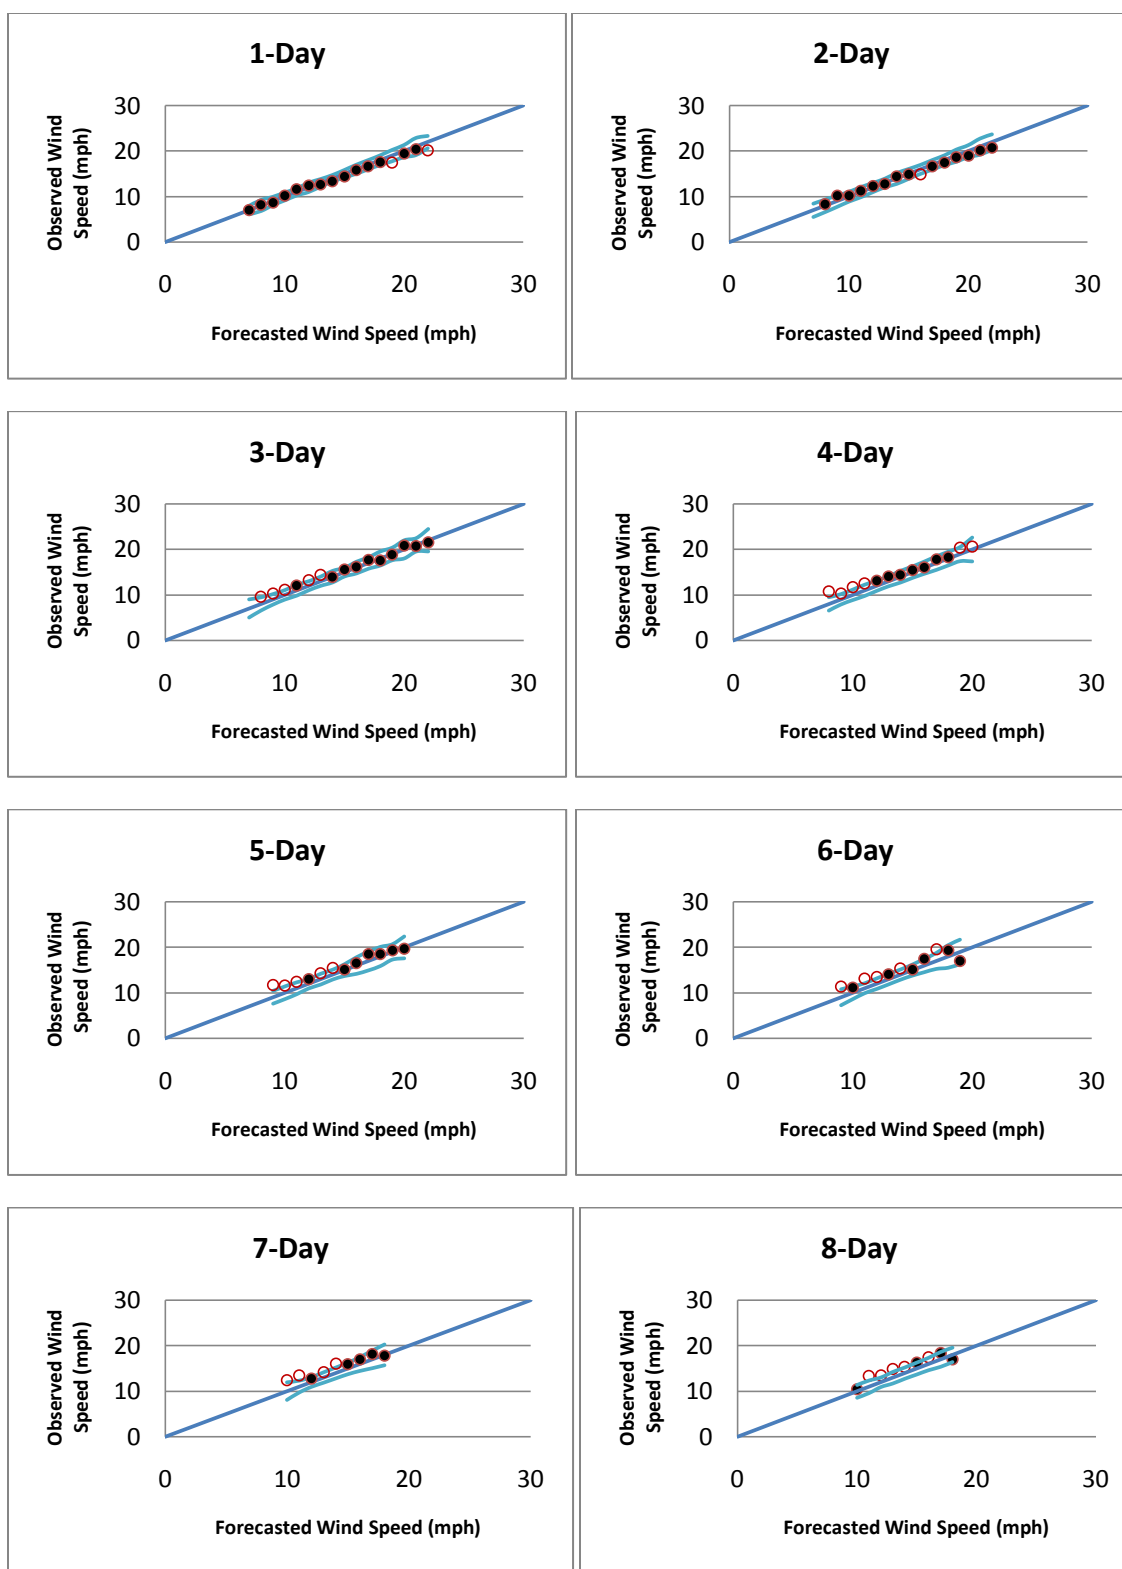 1-Day
30
20
10
0
0 10 20 30
Observed Wind
Speed (mph)
Forecasted Wind Speed (mph)
2-Day
30
20
10
0
0 10 20 30
Observed Wind
Speed (mph)
Forecasted Wind Speed (mph)
3-Day
30
20
10
0
0 10 20 30
Observed Wind
Speed (mph)
Forecasted Wind Speed (mph)
4-Day
30
20
10
0
0 10 20 30
Observed Wind
Speed (mph)
Forecasted Wind Speed (mph)
5-Day
30
20
10
0
0 10 20 30
Observed Wind
Speed (mph)
Forecasted Wind Speed (mph)
6-Day
30
20
10
0
0 10 20 30
Observed Wind
Speed (mph)
Forecasted Wind Speed (mph)
7-Day
30
20
10
0
0 10 20 30
Observed Wind
Speed (mph)
Forecasted Wind Speed (mph)
8-Day
30
20
10
0
0 10 20 30
Observed Wind
Speed (mph)
Forecasted Wind Speed (mph)